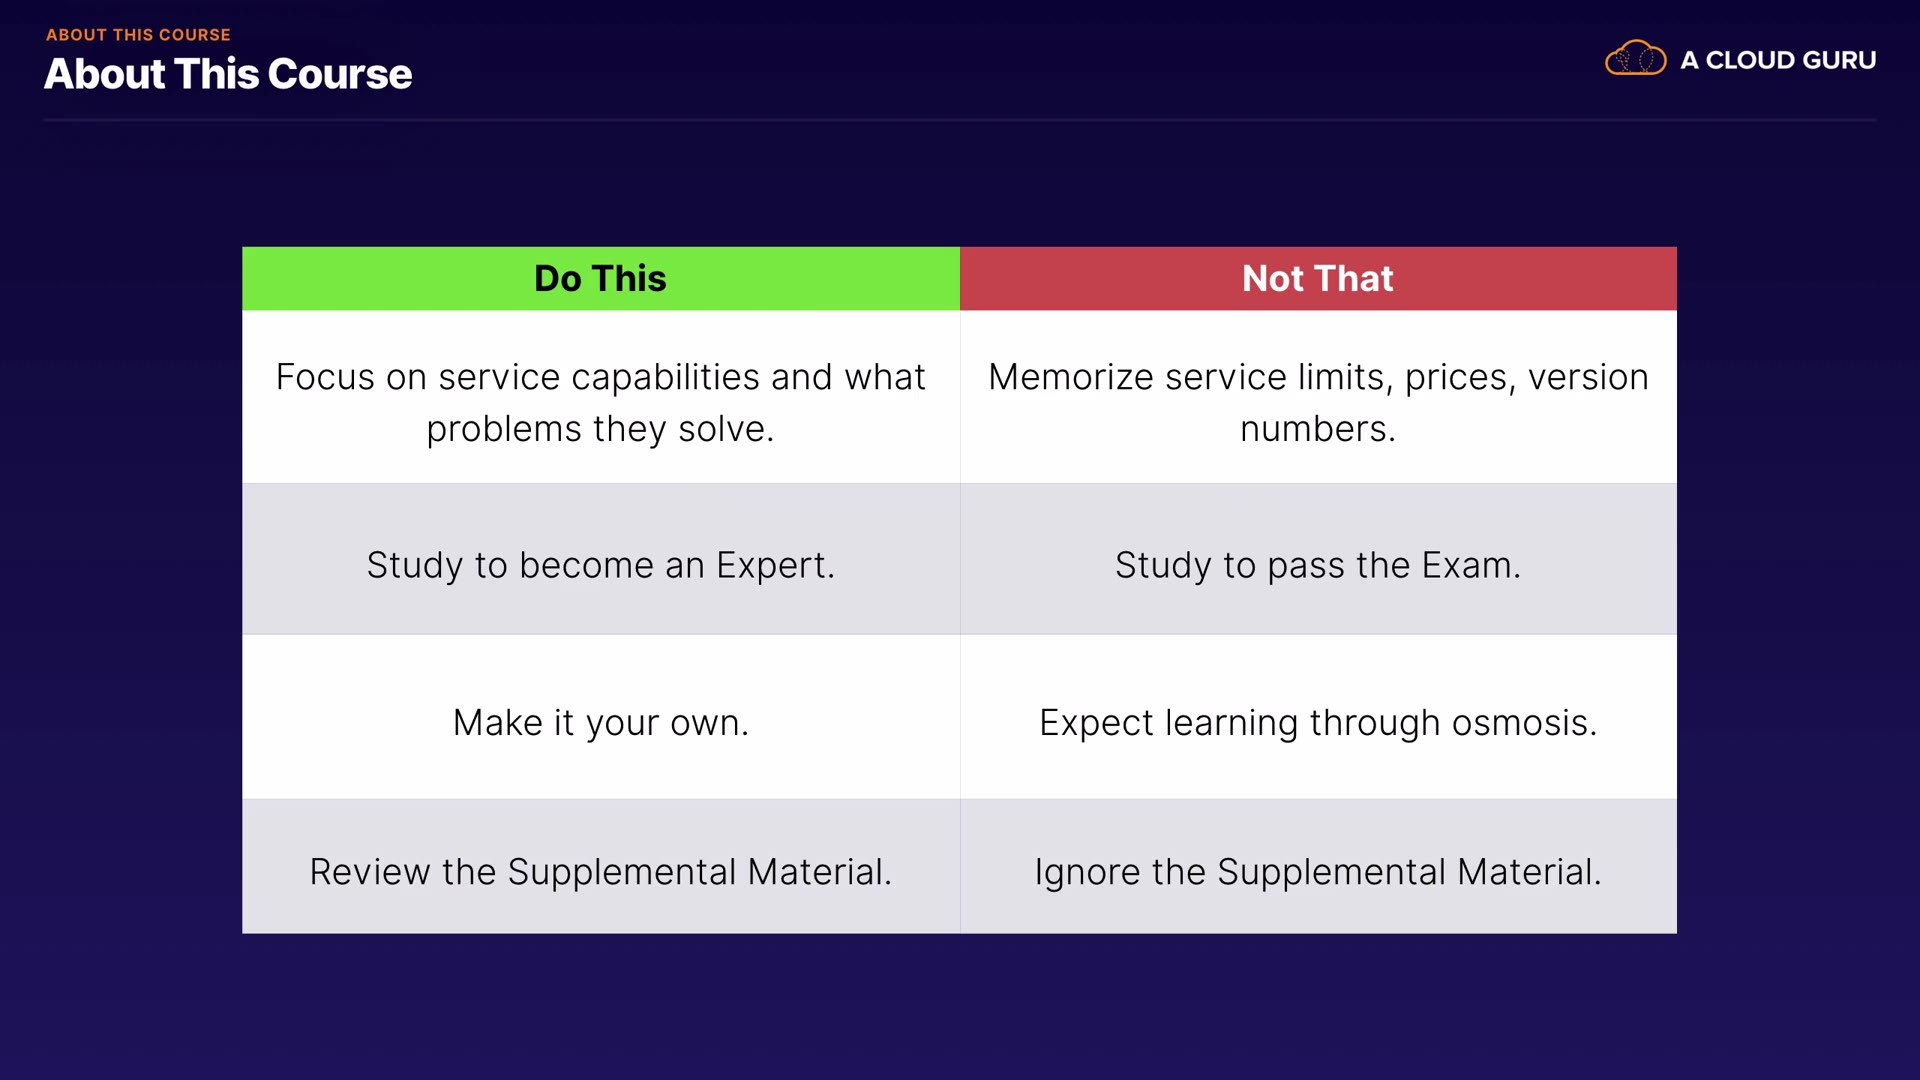 ABOUT THIS COURSE
About This Course
A CLOUD GURU
Do This
Not That
Focus on service capabilities and what
problems they solve.
Memorize service limits, prices, version
numbers.
Study to become an Expert.
Study to pass the Exam.
Make it your own.
Expect learning through osmosis.
Review the Supplemental Material.
Ignore the Supplemental Material.